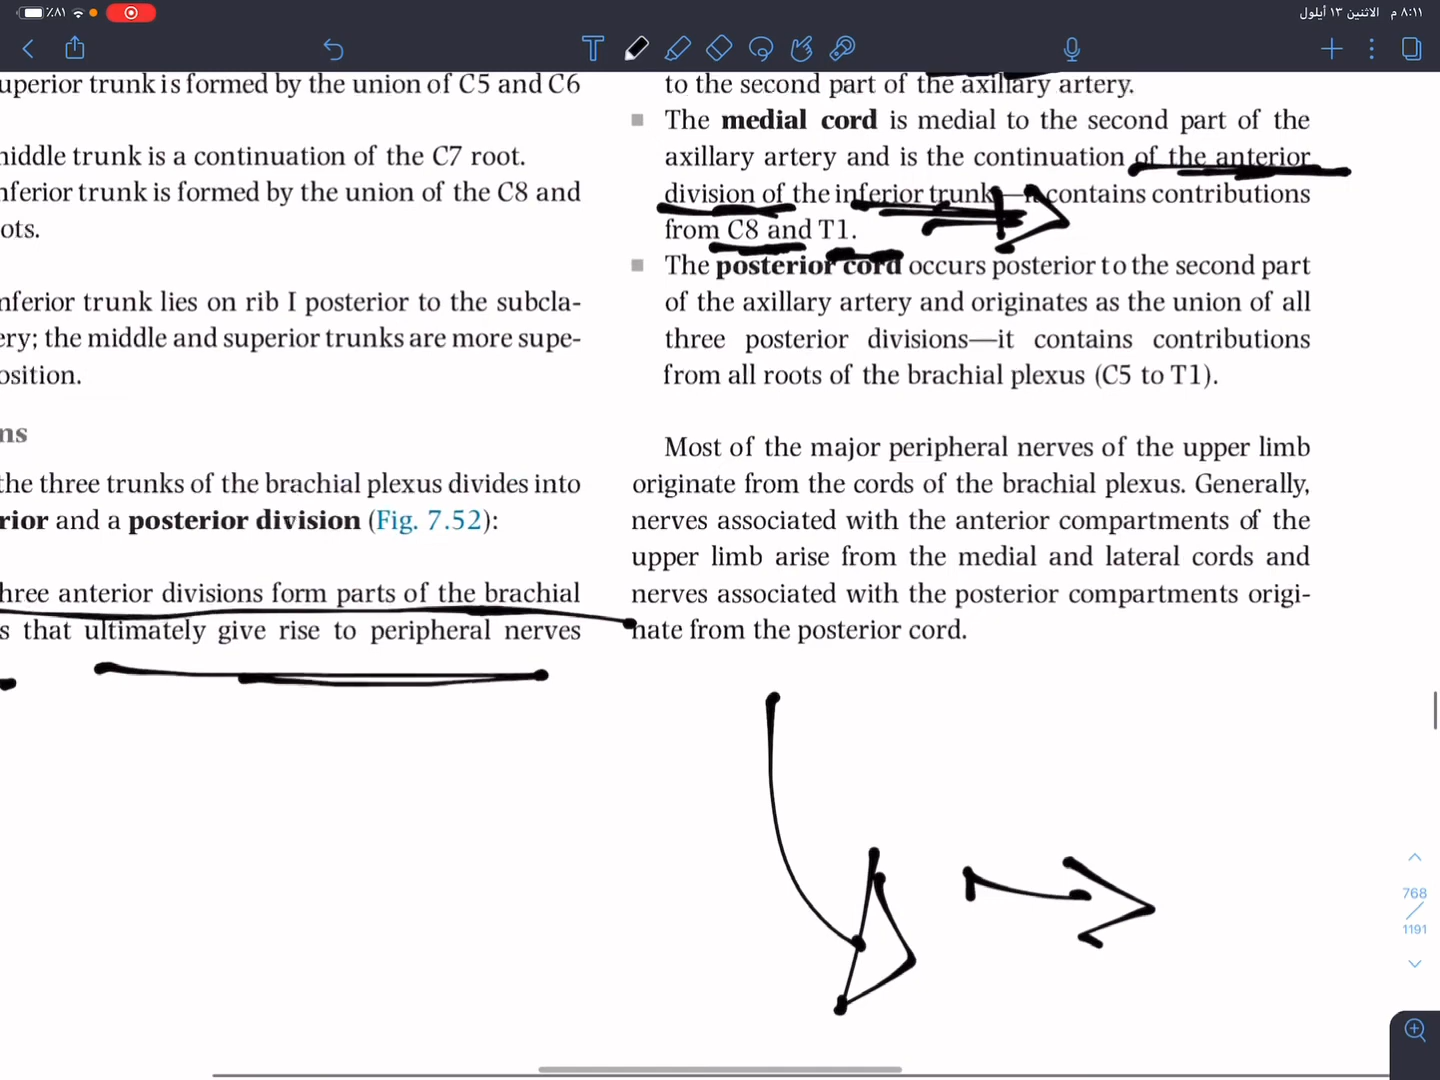 ٪٨١
٨:١١ م الاثنين ١٣ أيلول
uperior trunk is formed by the union of C5 and C6
niddle trunk is a continuation of the C7 root.
nferior trunk is formed by the union of the C8 and
ots.
nferior trunk lies on rib I posterior to the subcla-
ery; the middle and superior trunks are more supe-
osition.
ns
the three trunks of the brachial plexus divides into
rior and a posterior division (Fig. 7.52):
hree anterior divisions form parts of the brachial
s that ultimately give rise to peripheral nerves
to the second part of the axillary artery.
The medial cord is medial to the second part of the
axillary artery and is the continuation of the anterior
division of the inferior trunk—it contains contributions
from C8 and T1.
The posterior cord occurs posterior to the second part
of the axillary artery and originates as the union of all
three posterior divisions—it contains contributions
from all roots of the brachial plexus (C5 to T1).
Most of the major peripheral nerves of the upper limb
originate from the cords of the brachial plexus. Generally,
nerves associated with the anterior compartments of the
upper limb arise from the medial and lateral cords and
nerves associated with the posterior compartments origi-
nate from the posterior cord.
768
1191